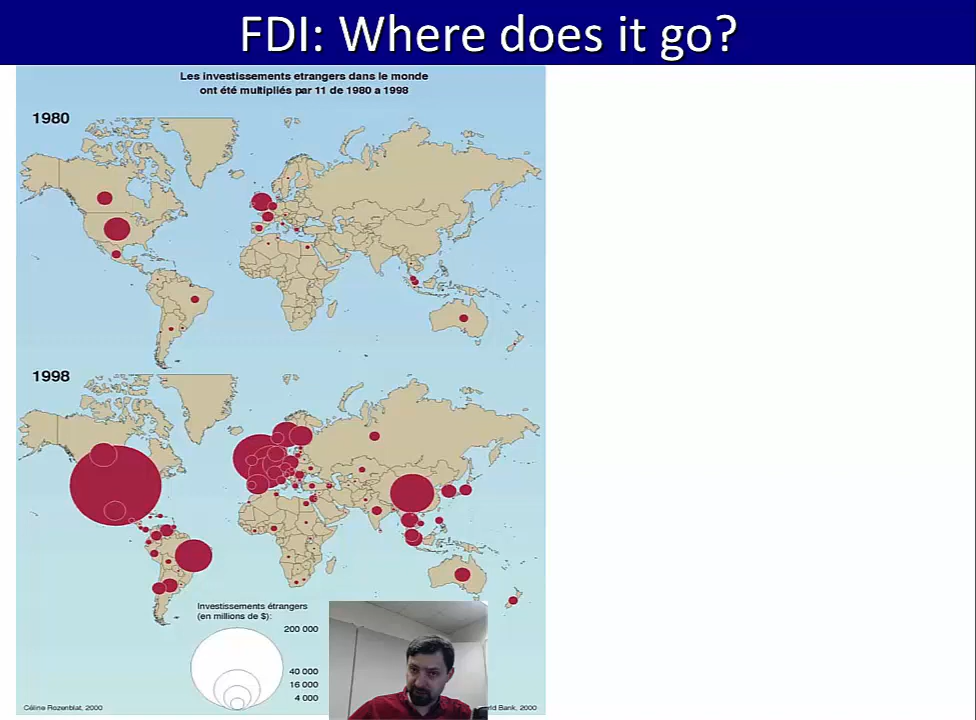 FDI: Where does it go?
Les investissements etrangers dans le monde
ont été multipliés par 11 de 1980 a 1998
1980
1998
Investissements étrangers
(en millions de $):
200 000
40 000
16 000
4 000
Céline Rozenblat, 2000
Bank, 2000